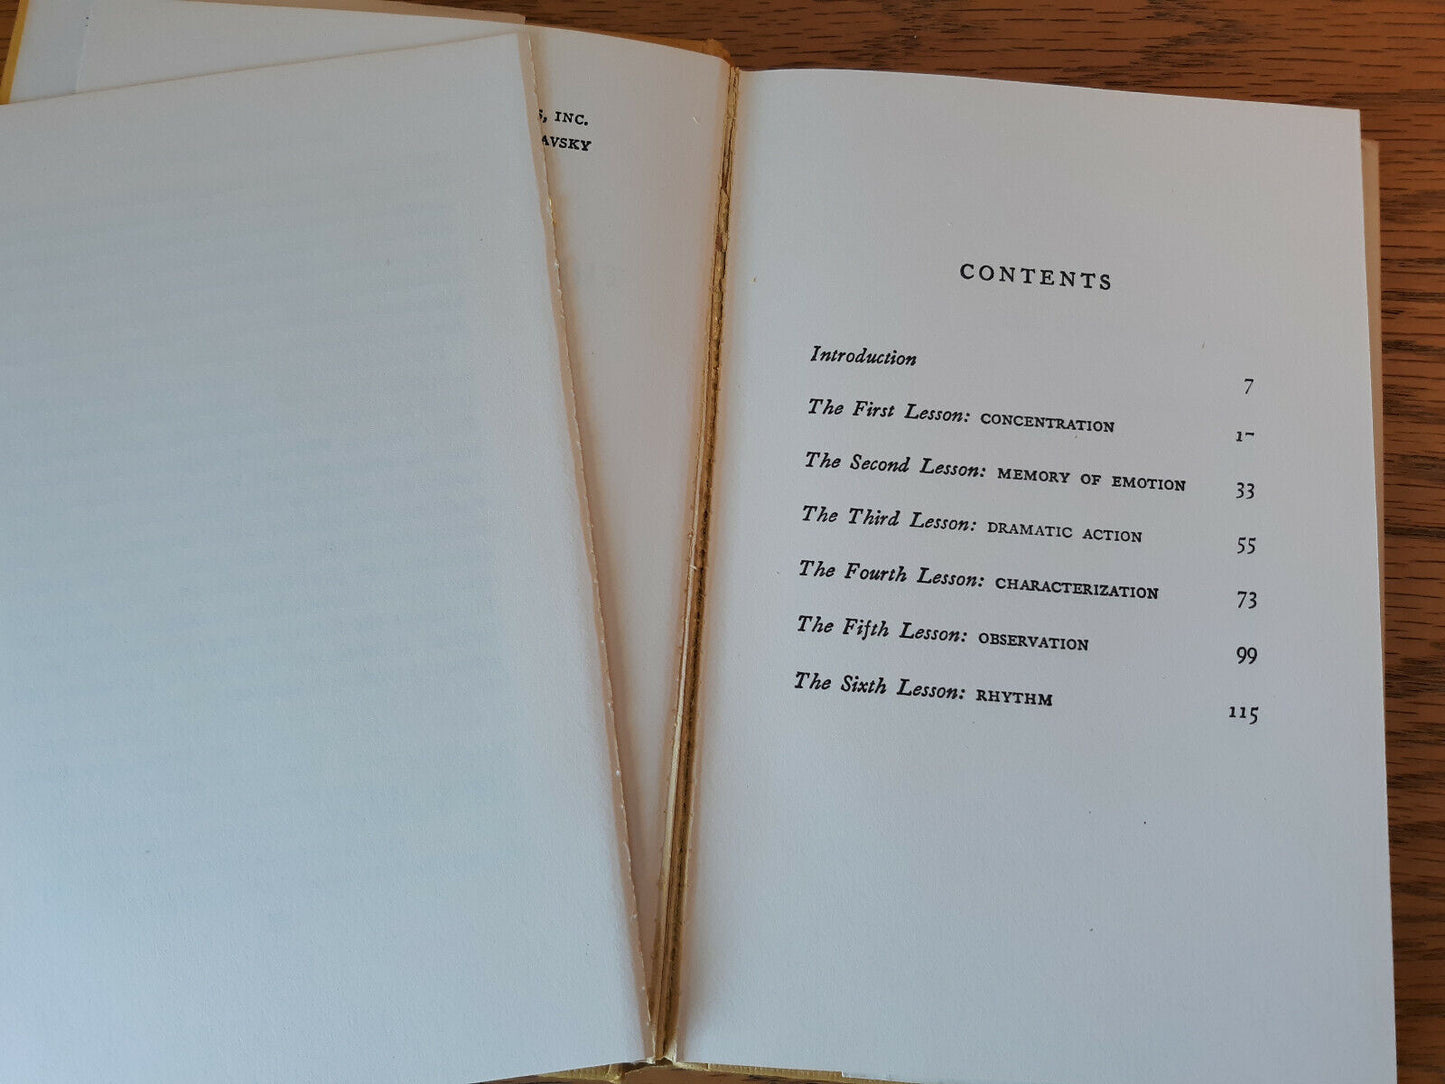 INC.
CONTENTS
Introduction 7
The First Lesson: CONCENTRATION
The Second Lesson: MEMORY OF EMOTION 33
The Third Lesson: DRAMATIC ACTION 55
The Fourth Lesson: CHARACTERIZATION 73
The Fifth Lesson: OBSERVATION 99
The Sixth Lesson: RHYTHM 115